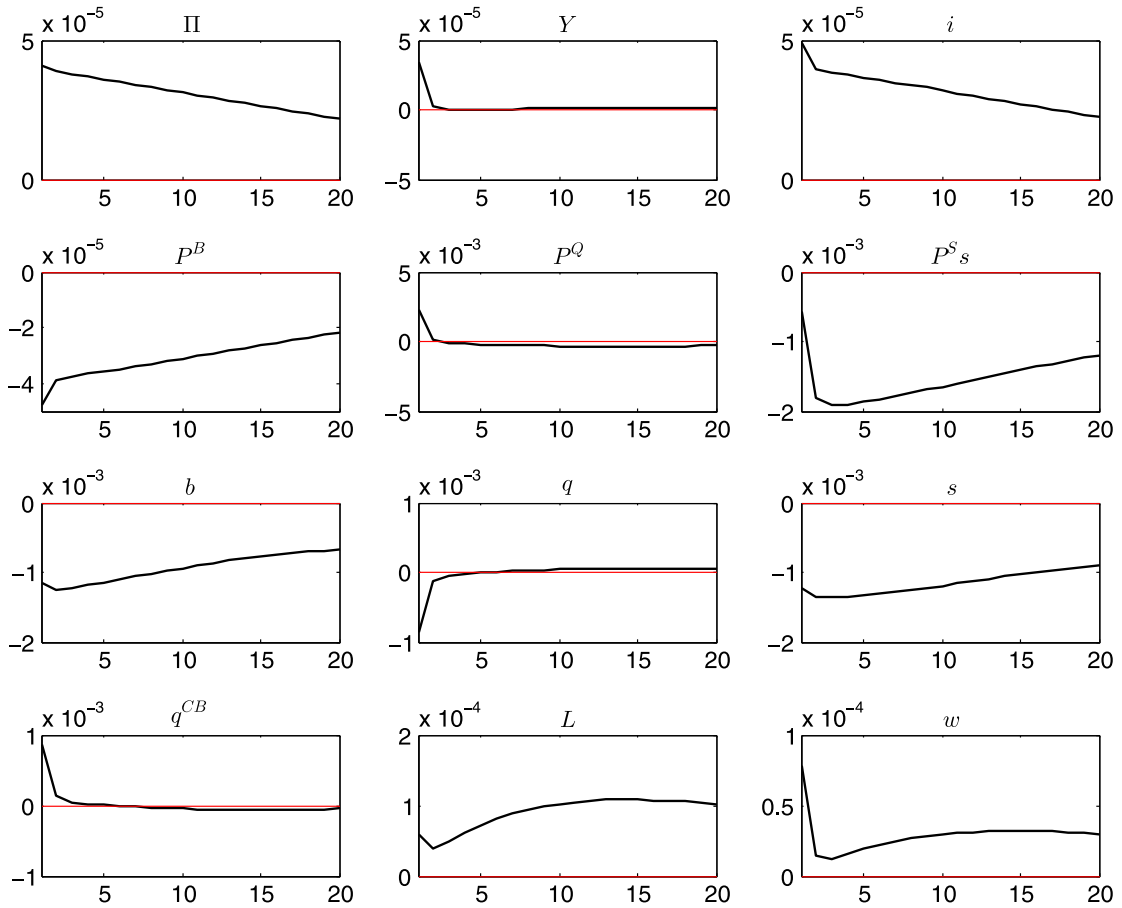 x 10⁻⁵ Π
5
0
5 10 15 20
x 10⁻⁵ Y
5
0
−5
5 10 15 20
x 10⁻⁵ i
5
0
5 10 15 20
x 10⁻⁵ P^B
0
−2
−4
5 10 15 20
x 10⁻³ P^Q
5
0
−5
5 10 15 20
x 10⁻³ P^S s
0
−1
−2
5 10 15 20
x 10⁻³ b
0
−1
−2
5 10 15 20
x 10⁻³ q
1
0
−1
5 10 15 20
x 10⁻³ s
0
−1
−2
5 10 15 20
x 10⁻³ q^{CB}
1
0
−1
5 10 15 20
x 10⁻⁴ L
2
1
0
5 10 15 20
x 10⁻⁴ w
1
0.5
0
5 10 15 20